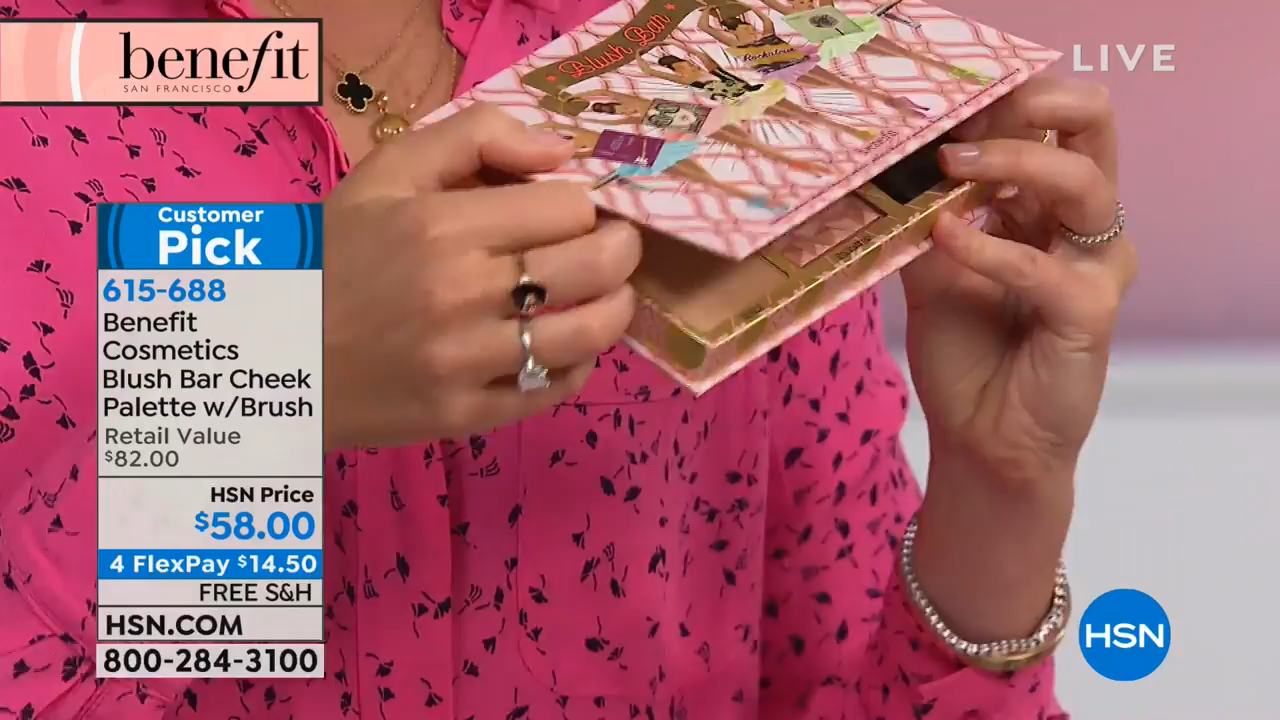 benefit
SAN FRANCISCO
LIVE
Blush Bar
Rockateur
benefit
Customer
Pick
615-688
Benefit
Cosmetics
Blush Bar Cheek
Palette w/Brush
Retail Value
$82.00
HSN Price
$58.00
4 FlexPay $14.50
FREE S&H
HSN.COM
800-284-3100
HSN